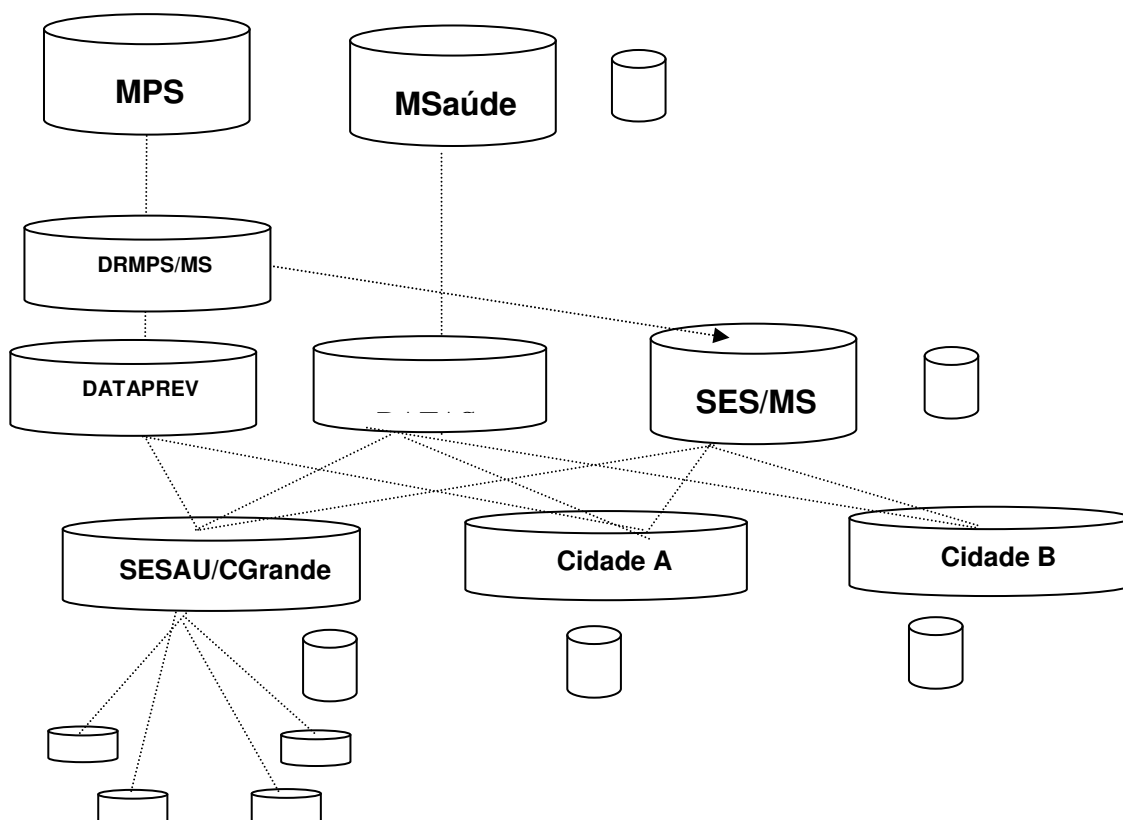 MPS
MSaúde
DRMPS/MS
DATAPREV
SES/MS
SESAU/CGrande
Cidade A
Cidade B